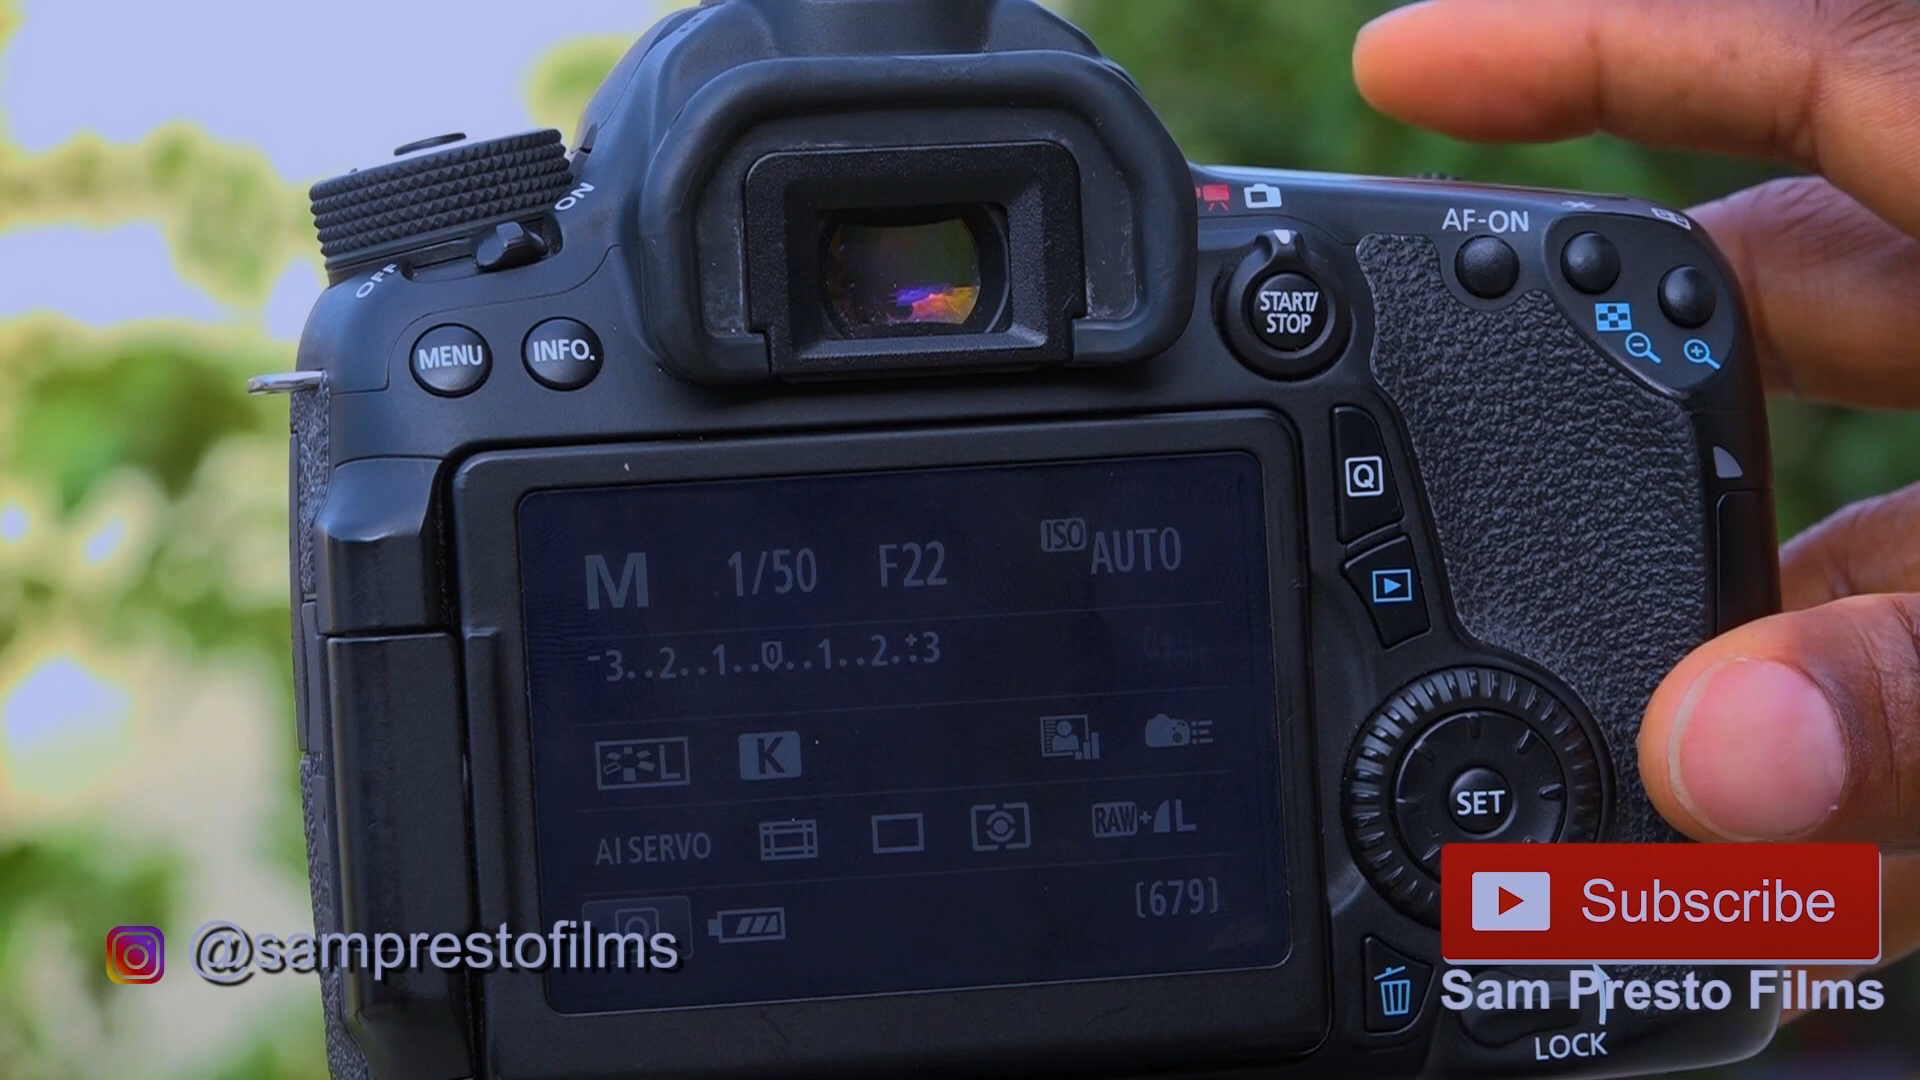 ON
OFF
MENU
INFO.
START/
STOP
AF-ON
Q
M 1/50 F22 ISO AUTO
-3..2..1..0..1..2.+3
L K
AI SERVO RAW+L
[679]
SET
@samprestofilms
Subscribe
Sam Presto Films
LOCK